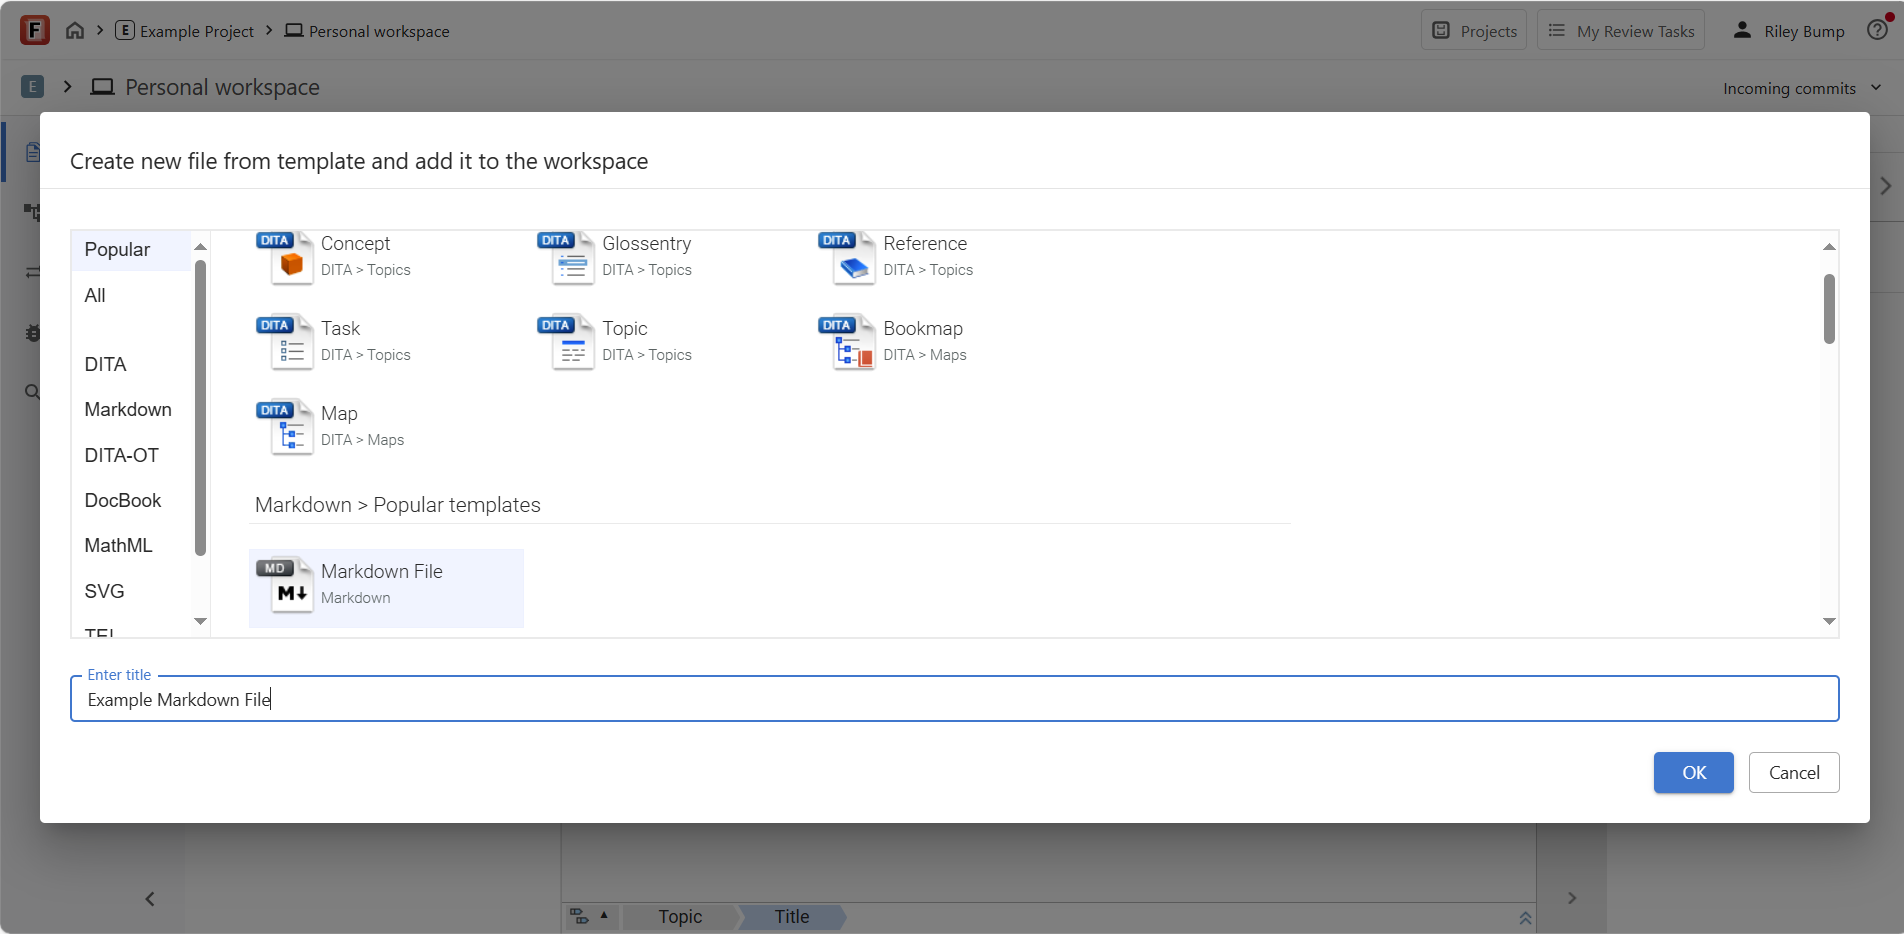 F
E Example Project
Personal workspace
Projects
My Review Tasks
Riley Bump
E
Personal workspace
Incoming commits
Create new file from template and add it to the workspace
Popular
All
DITA
Markdown
DITA-OT
DocBook
MathML
SVG
TEI
DITA Concept
DITA > Topics
DITA Glossentry
DITA > Topics
DITA Reference
DITA > Topics
DITA Task
DITA > Topics
DITA Topic
DITA > Topics
DITA Bookmap
DITA > Maps
DITA Map
DITA > Maps
Markdown > Popular templates
MD Markdown File
M Markdown
Enter title
Example Markdown File
OK
Cancel
Topic
Title